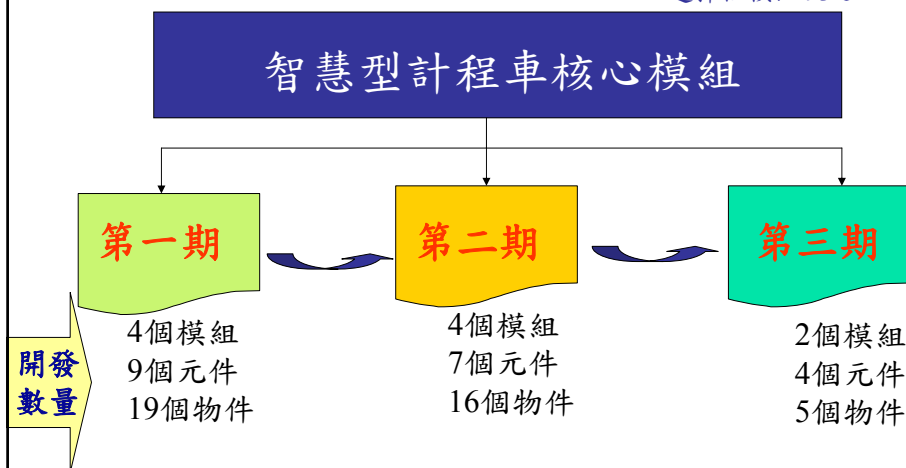 智慧型計程車核心模組
第一期
第二期
第三期
開發
數量
4個模組
9個元件
19個物件
4個模組
7個元件
16個物件
2個模組
4個元件
5個物件